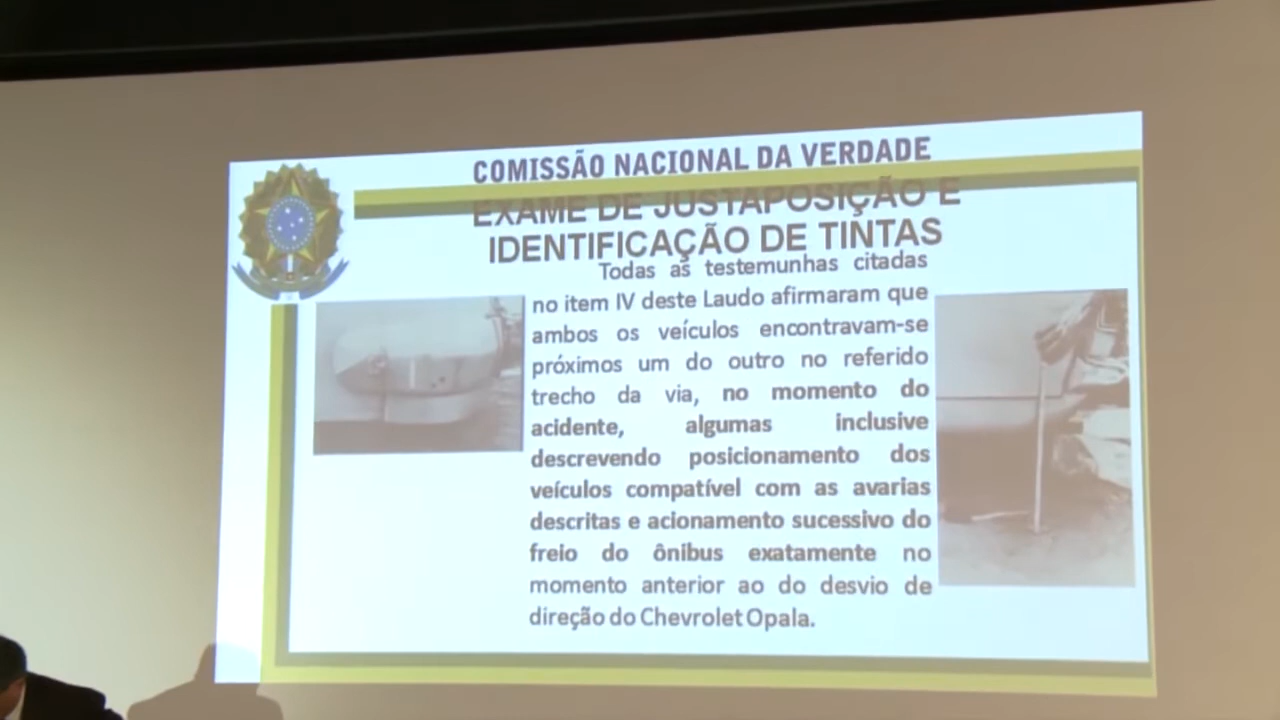 COMISSÃO NACIONAL DA VERDADE
EXAME DE JUSTAPOSIÇÃO E
IDENTIFICAÇÃO DE TINTAS
Todas as testemunhas citadas
no item IV deste Laudo afirmaram que
ambos os veículos encontravam-se
próximos um do outro no referido
trecho da via, no momento do
acidente, algumas inclusive
descrevendo posicionamento dos
veículos compatível com as avarias
descritas e acionamento sucessivo do
freio do ônibus exatamente no
momento anterior ao do desvio de
direção do Chevrolet Opala.